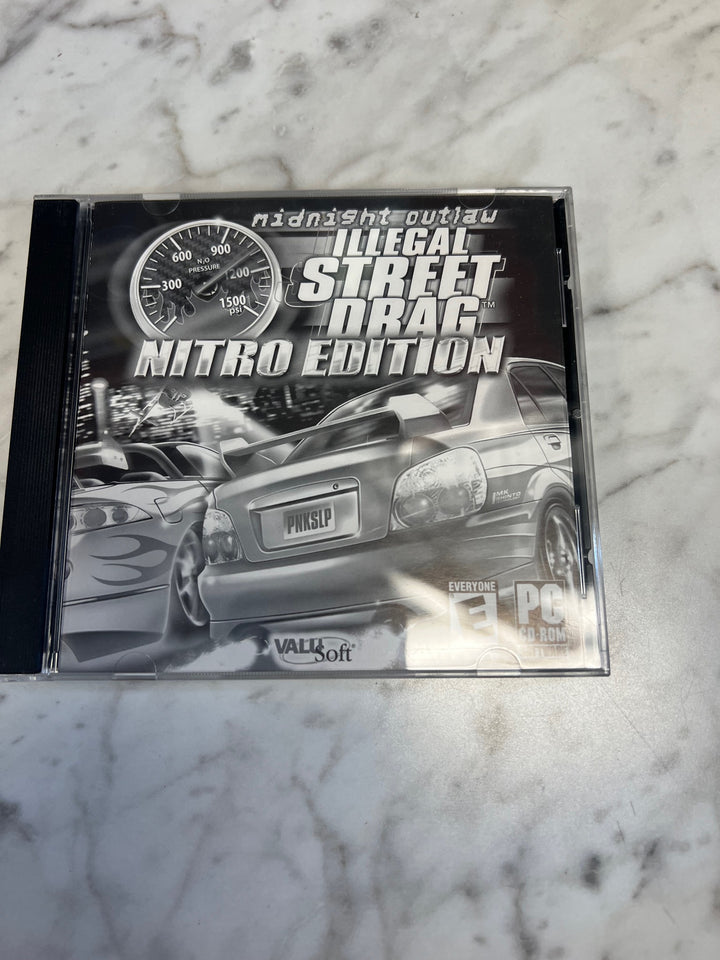 midnight outlaw
ILLEGAL
STREET
DRAG™
NITRO EDITION
300
600
900
1200
1500
psi
N₂O
PRESSURE
PNKSLP
EVERYONE
E
PC
CD-ROM
VALUSoft®